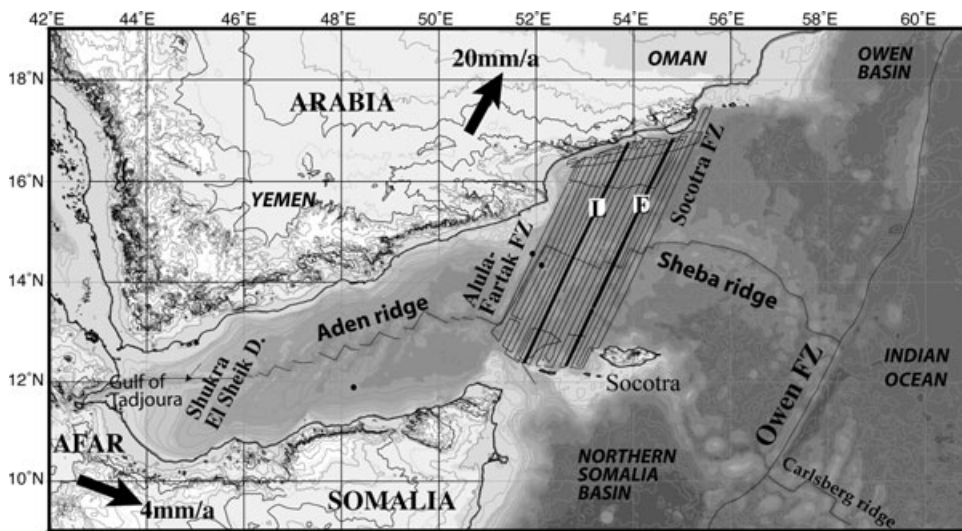 42°E 44°E 46°E 48°E 50°E 52°E 54°E 56°E 58°E 60°E
18°N
16°N
14°N
12°N
10°N
20mm/a
OMAN
OWEN
BASIN
ARABIA
YEMEN
L
E
Socotra FZ
Alula-
Fartak FZ
Sheba ridge
Aden ridge
Shukra
El Sheik D.
Gulf of
Tadjoura
Socotra
INDIAN
OCEAN
Owen FZ
AFAR
4mm/a
SOMALIA
NORTHERN
SOMALIA
BASIN
Carlsberg ridge